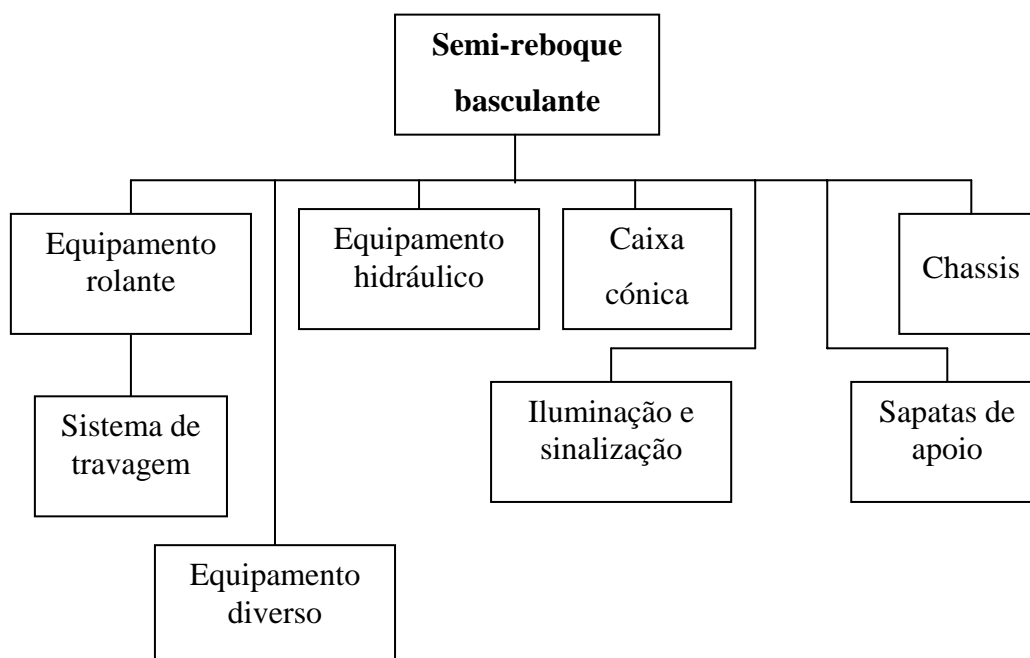 Semi-reboque
basculante
Equipamento
rolante
Equipamento
hidráulico
Caixa
cónica
Chassis
Sistema de
travagem
Iluminação e
sinalização
Sapatas de
apoio
Equipamento
diverso